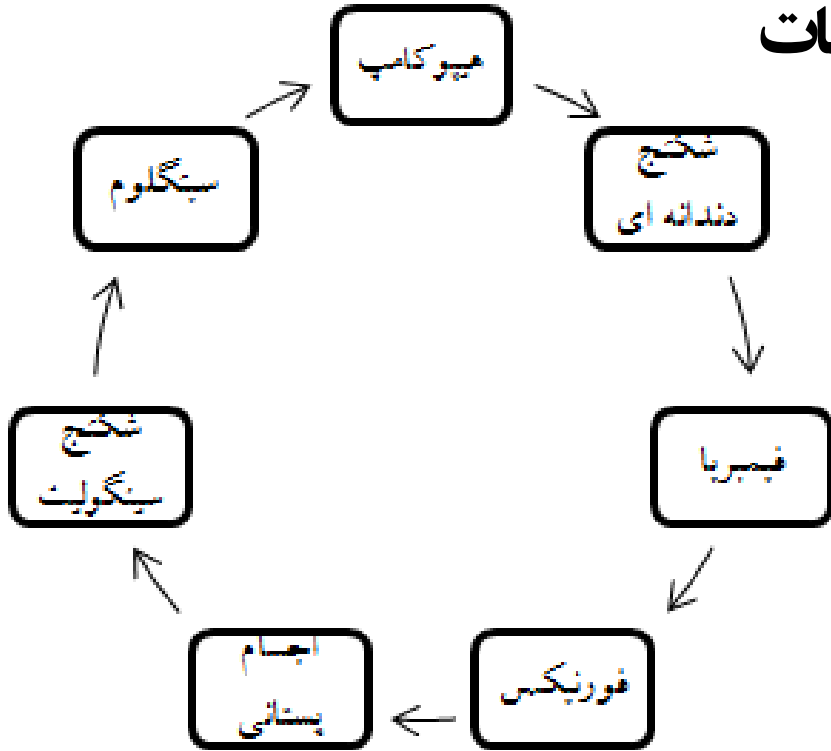 هیپوکامپ
شکنج
دندانه ای
فیمبریا
فورنیکس
اجسام
پستانی
شکنج
سینگولیت
سینگلوم